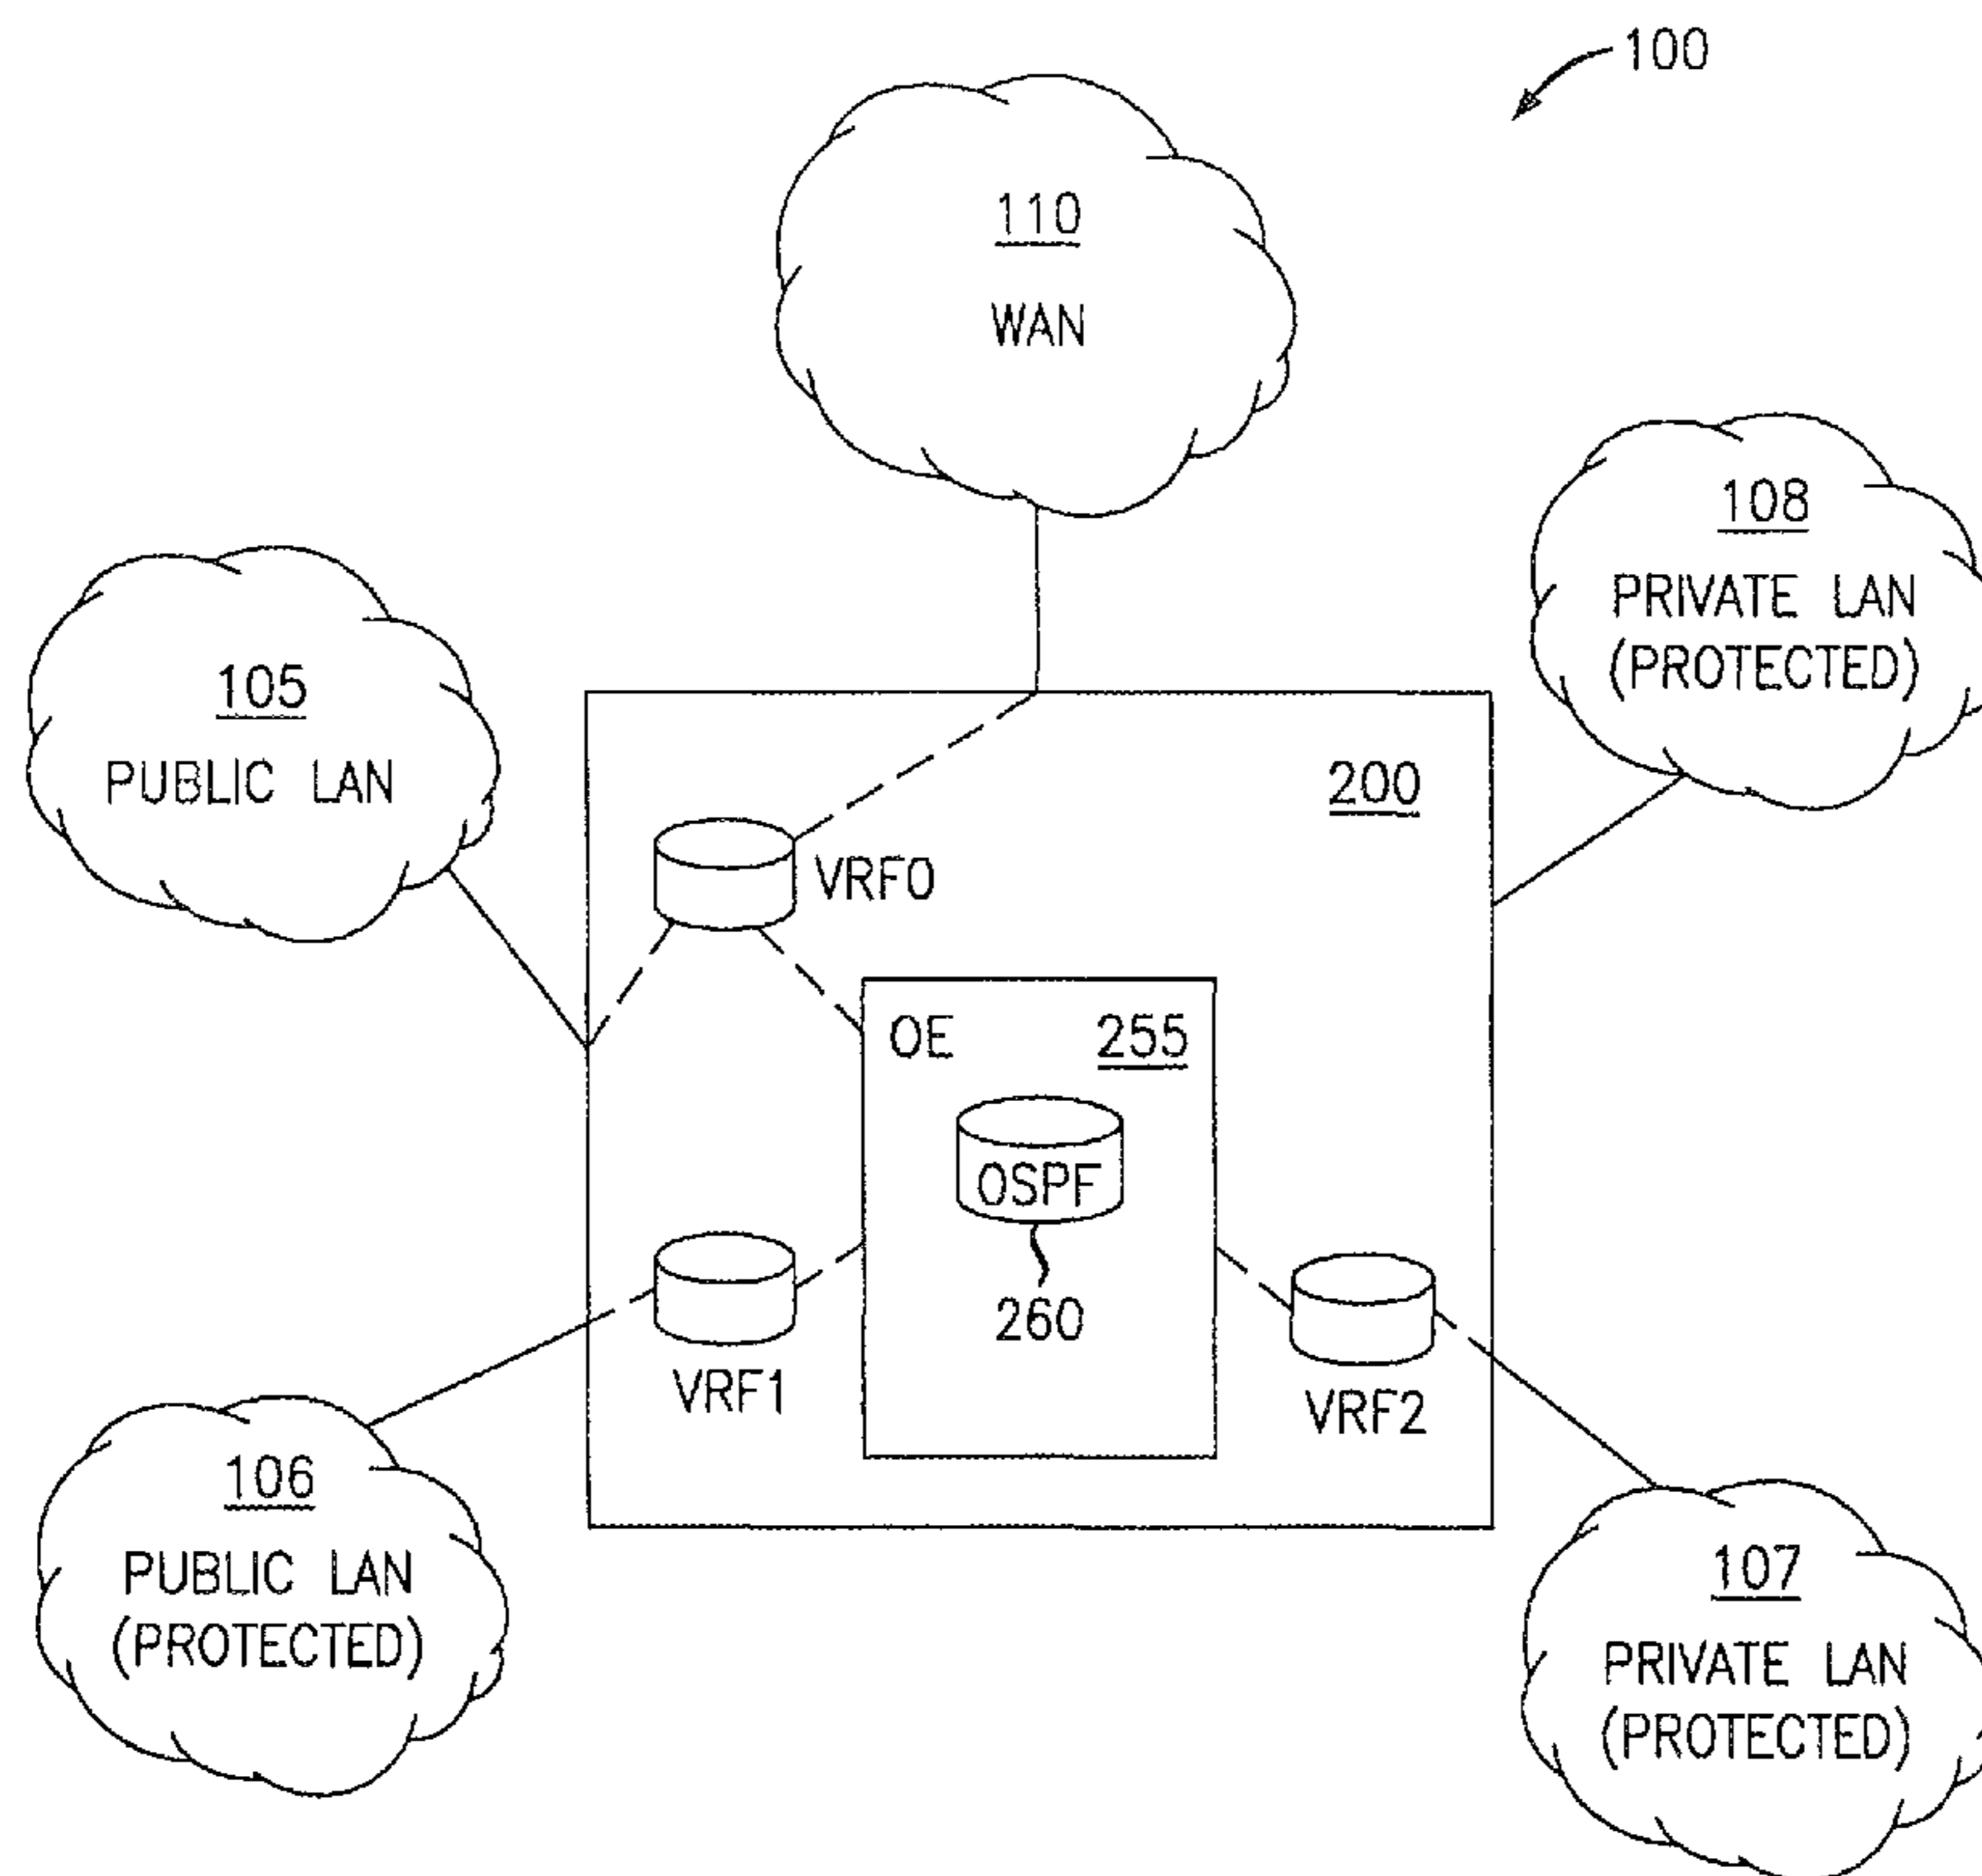 100
110
WAN
108
PRIVATE LAN
(PROTECTED)
105
PUBLIC LAN
200
VRF0
OE 255
OSPF
260
VRF1
VRF2
106
PUBLIC LAN
(PROTECTED)
107
PRIVATE LAN
(PROTECTED)